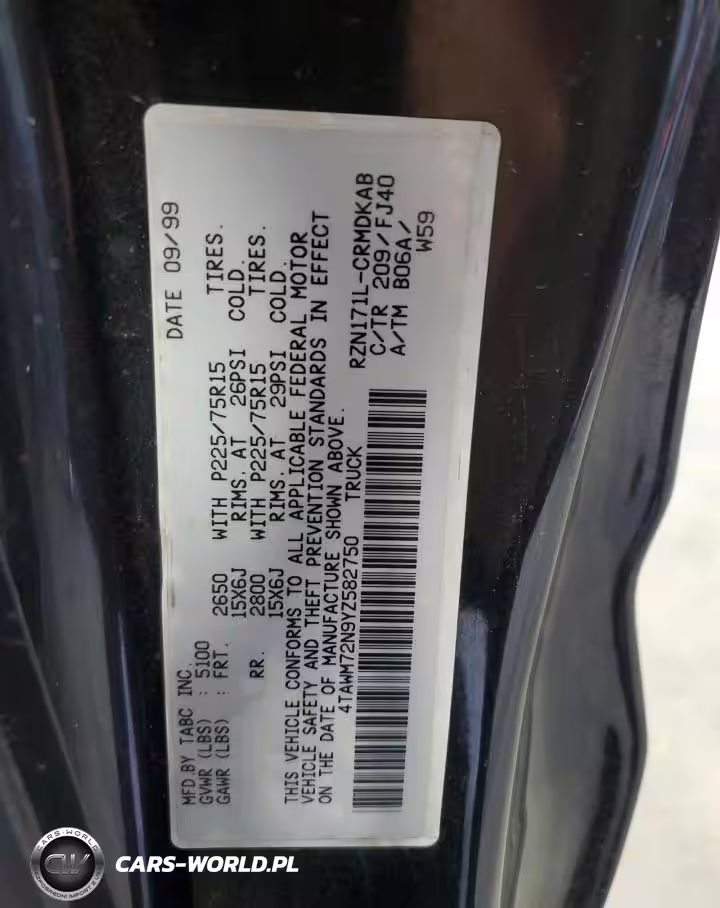 MFD.BY TABC INC. DATE 09/99
GVWR (LBS) : 5100
GAWR (LBS) : FRT. 2650 WITH P225/75R15 TIRES.
15X6J RIMS. AT 26PSI COLD.
RR. 2800 WITH P225/75R15 TIRES.
15X6J RIMS. AT 29PSI COLD.
THIS VEHICLE CONFORMS TO ALL APPLICABLE FEDERAL MOTOR
VEHICLE SAFETY AND THEFT PREVENTION STANDARDS IN EFFECT
ON THE DATE OF MANUFACTURE SHOWN ABOVE.
4TAWM72N9YZ582750 TRUCK
RZN171L-CRMDKAB
C/TR 209/FJ40
A/TM B06A/
W59
CARS-WORLD
CW
CARS-WORLD.PL